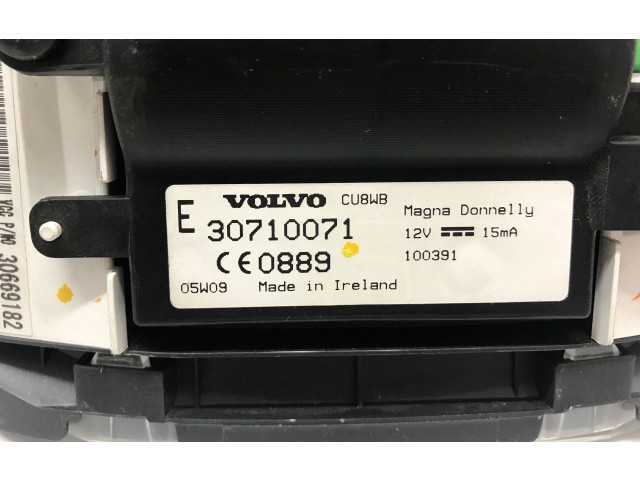 VOLVO CU8WB
E 30710071
CE0889
05W09 Made in Ireland
Magna Donnelly
12V 15mA
100391
VCC P/NO 30669182